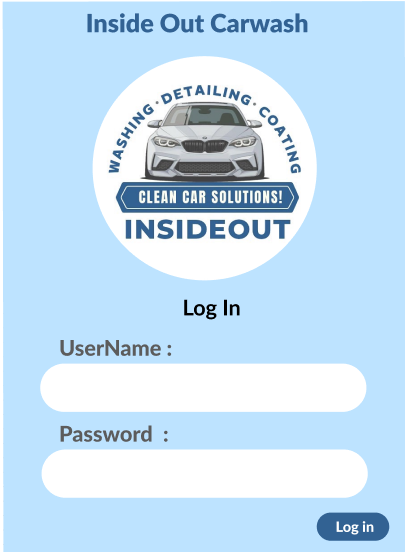 Inside Out Carwash
WASHING · DETAILING · COATING
CLEAN CAR SOLUTIONS!
INSIDEOUT
Log In
UserName :
Password :
Log in